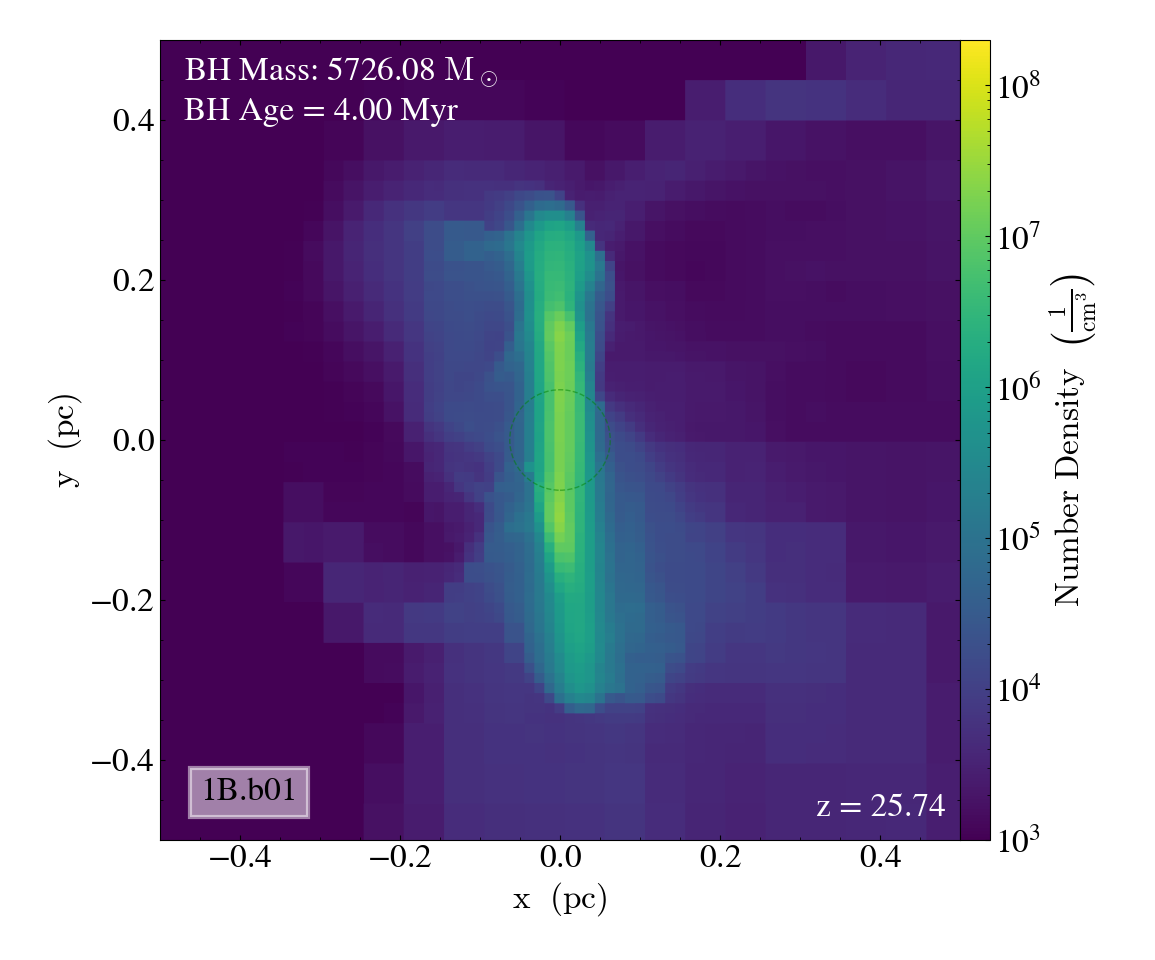 BH Mass: 5726.08 M⊙
BH Age = 4.00 Myr
0.4
0.2
0.0
−0.2
−0.4
y (pc)
1B.b01
z = 25.74
−0.4 −0.2 0.0 0.2 0.4
x (pc)
10⁸
10⁷
10⁶
10⁵
10⁴
10³
Number Density (1/cm³)